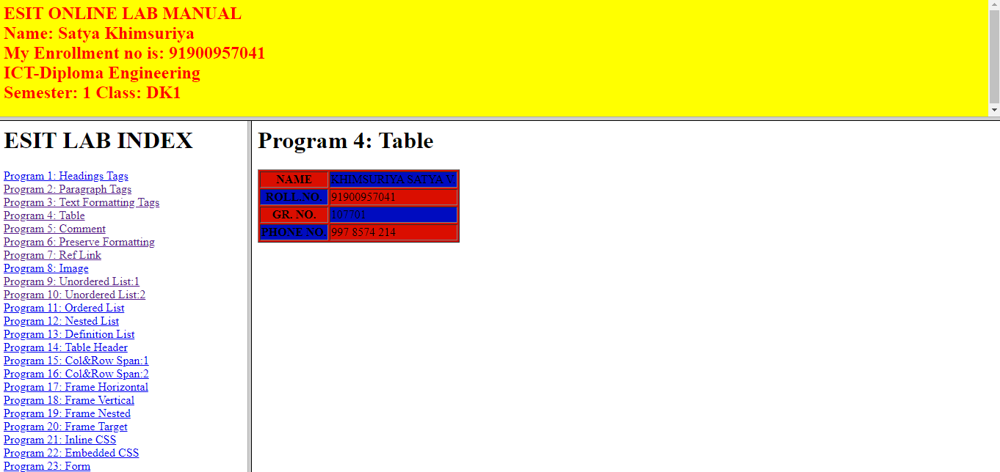 ESIT ONLINE LAB MANUAL
Name: Satya Khimsuriya
My Enrollment no is: 91900957041
ICT-Diploma Engineering
Semester: 1 Class: DK1
ESIT LAB INDEX
Program 1: Headings Tags
Program 2: Paragraph Tags
Program 3: Text Formatting Tags
Program 4: Table
Program 5: Comment
Program 6: Preserve Formatting
Program 7: Ref Link
Program 8: Image
Program 9: Unordered List:1
Program 10: Unordered List:2
Program 11: Ordered List
Program 12: Nested List
Program 13: Definition List
Program 14: Table Header
Program 15: Col&Row Span:1
Program 16: Col&Row Span:2
Program 17: Frame Horizontal
Program 18: Frame Vertical
Program 19: Frame Nested
Program 20: Frame Target
Program 21: Inline CSS
Program 22: Embedded CSS
Program 23: Form
Program 4: Table
NAME KHIMSURIYA SATYA V.
ROLL.NO. 91900957041
GR. NO. 107701
PHONE NO. 997 8574 214